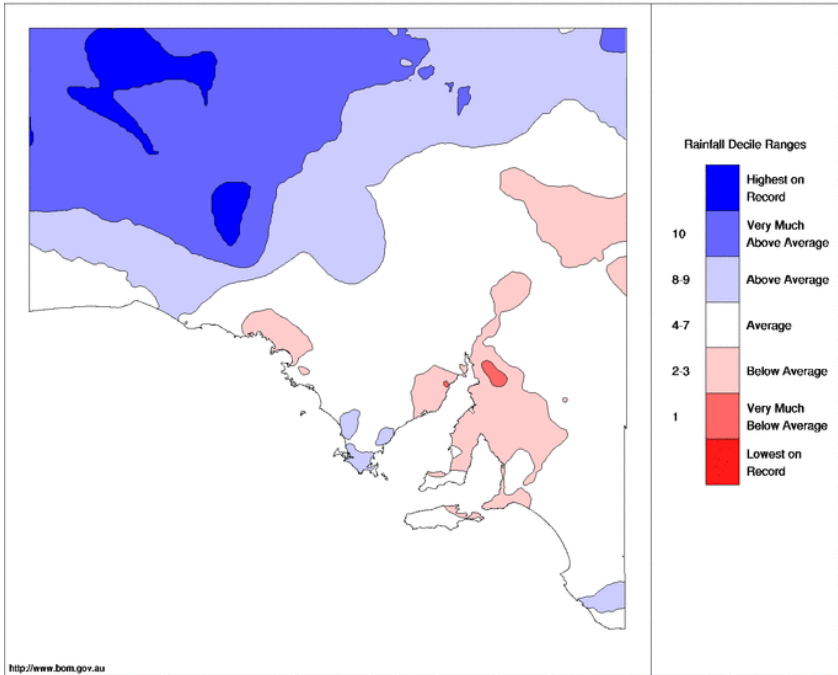 Rainfall Decile Ranges
Highest on
Record
10
Very Much
Above Average
8-9
Above Average
4-7
Average
2-3
Below Average
1
Very Much
Below Average
Lowest on
Record
http://www.bom.gov.au